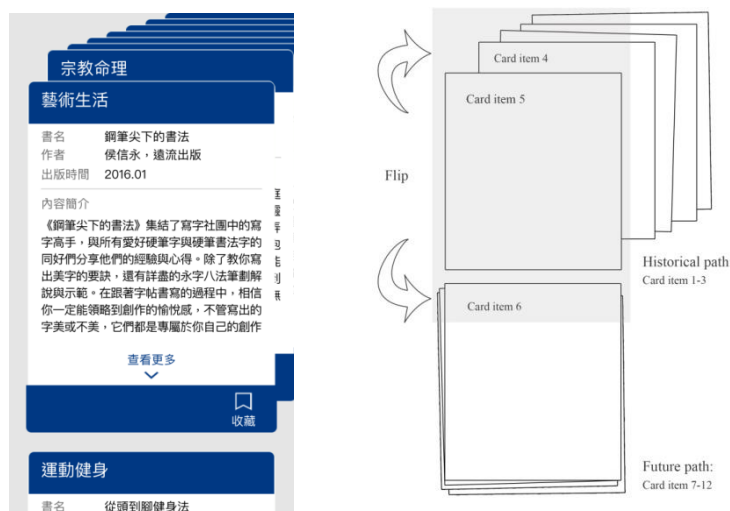 宗教命理
藝術生活
書名 鋼筆尖下的書法
作者 侯信永，遠流出版
出版時間 2016.01
內容簡介
《鋼筆尖下的書法》集結了寫字社團中的寫
字高手，與所有愛好硬筆字與硬筆書法字的
同好們分享他們的經驗與心得。除了教你寫
出美字的要訣，還有詳盡的永字八法筆劃解
說與示範。在跟著字帖書寫的過程中，相信
你一定能領略到創作的愉悅感，不管寫出的
字美或不美，它們都是專屬於你自己的創作
查看更多
收藏
運動健身
書名 從頭到腳健身法
Card item 4
Card item 5
Flip
Historical path
Card item 1-3
Card item 6
Future path:
Card item 7-12